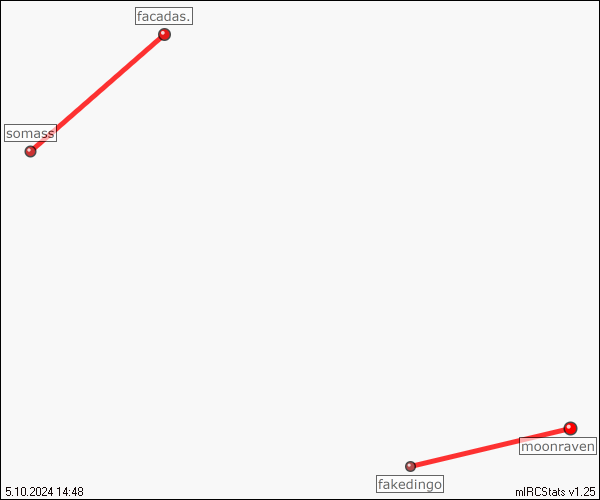 facadas.
somass
moonraven
fakedingo
5.10.2024 14:48
mIRCStats v1.25